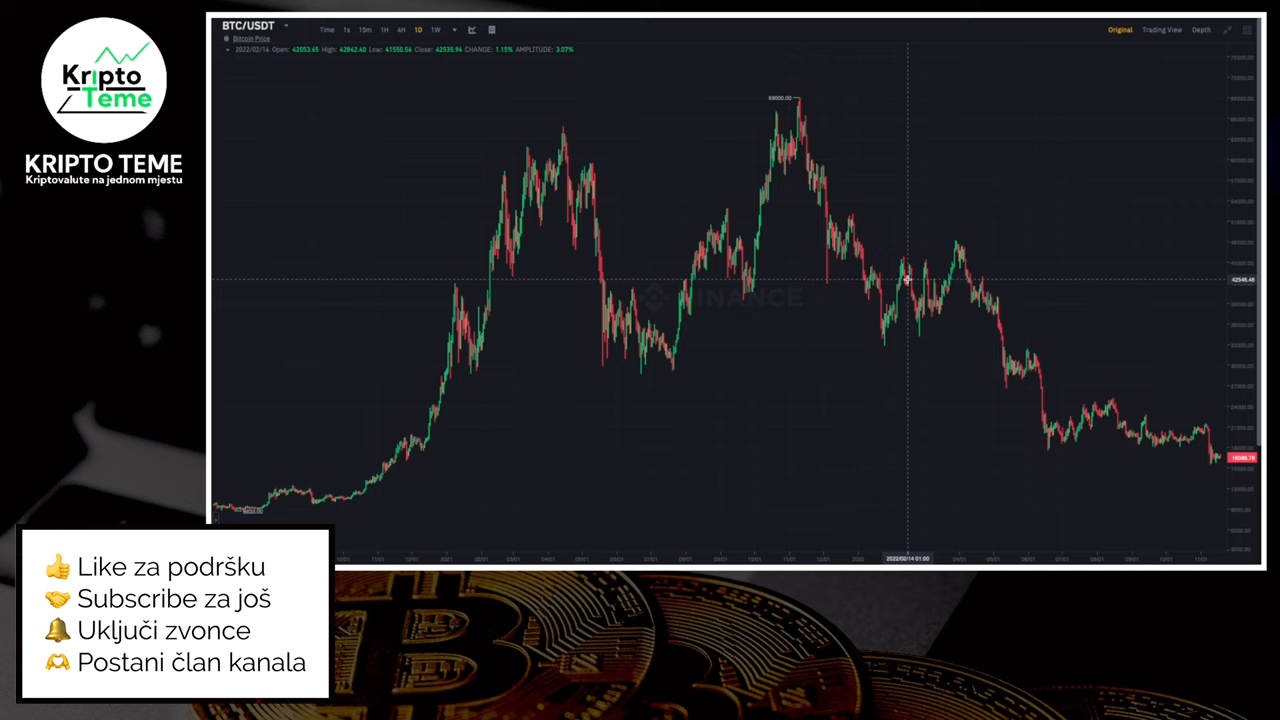 Kripto
Teme
KRIPTO TEME
Kriptovalute na jednom mjestu
BTC/USDT
Time 1s 15m 1H 4H 1D 1W
Original Trading View Depth
Bitcoin Price
2022/02/14 Open: 42053.65 High: 42842.40 Low: 41550.56 Close: 42535.94 CHANGE: 1.15% AMPLITUDE: 3.07%
69000.00
BINANCE
2022/02/14 01:00
👍 Like za podršku
🤝 Subscribe za još
🔔 Uključi zvonce
🫶 Postani član kanala